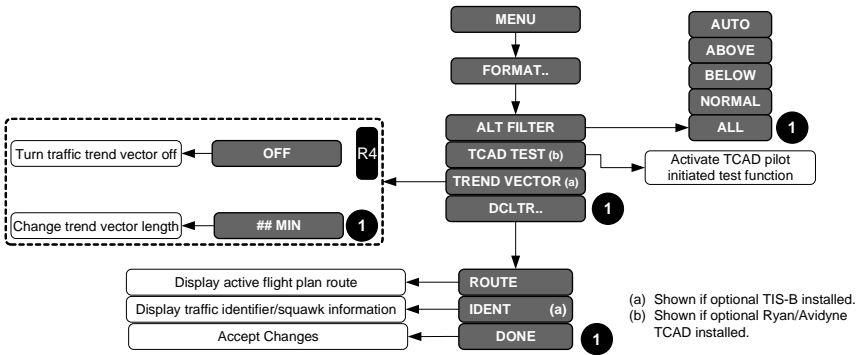 MENU
FORMAT..
AUTO
ABOVE
BELOW
NORMAL
ALL
1
ALT FILTER
TCAD TEST (b)
TREND VECTOR (a)
DCLTR..
1
Activate TCAD pilot
initiated test function
R4
Turn traffic trend vector off
OFF
Change trend vector length
## MIN
1
Display active flight plan route
ROUTE
Display traffic identifier/squawk information
IDENT (a)
Accept Changes
DONE
1
(a) Shown if optional TIS-B installed.
(b) Shown if optional Ryan/Avidyne
TCAD installed.